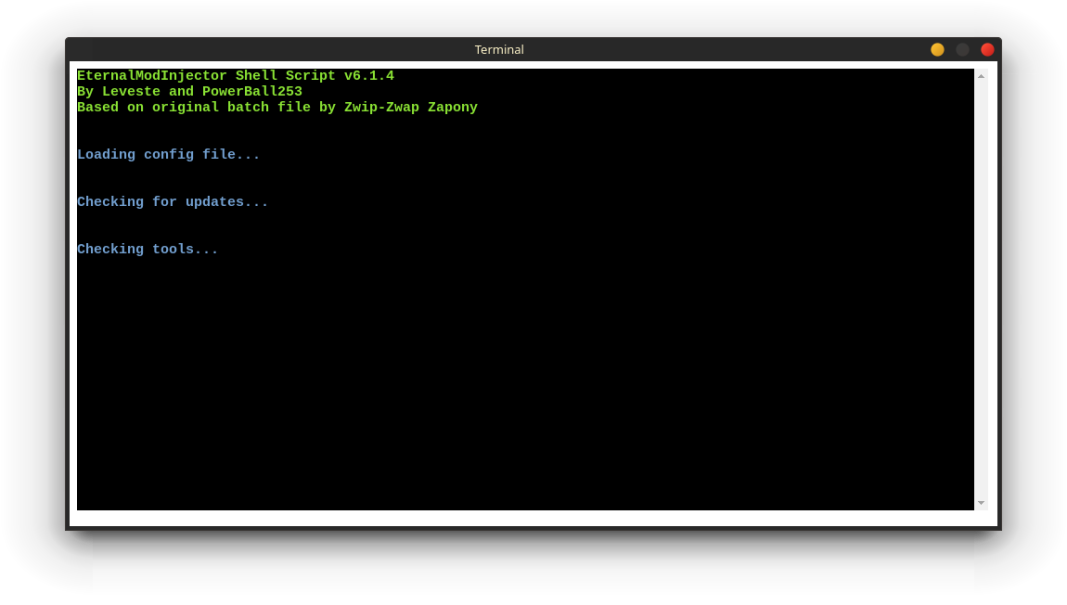 Terminal
EternalModInjector Shell Script v6.1.4
By Leveste and PowerBall253
Based on original batch file by Zwip-Zwap Zapony
Loading config file...
Checking for updates...
Checking tools...